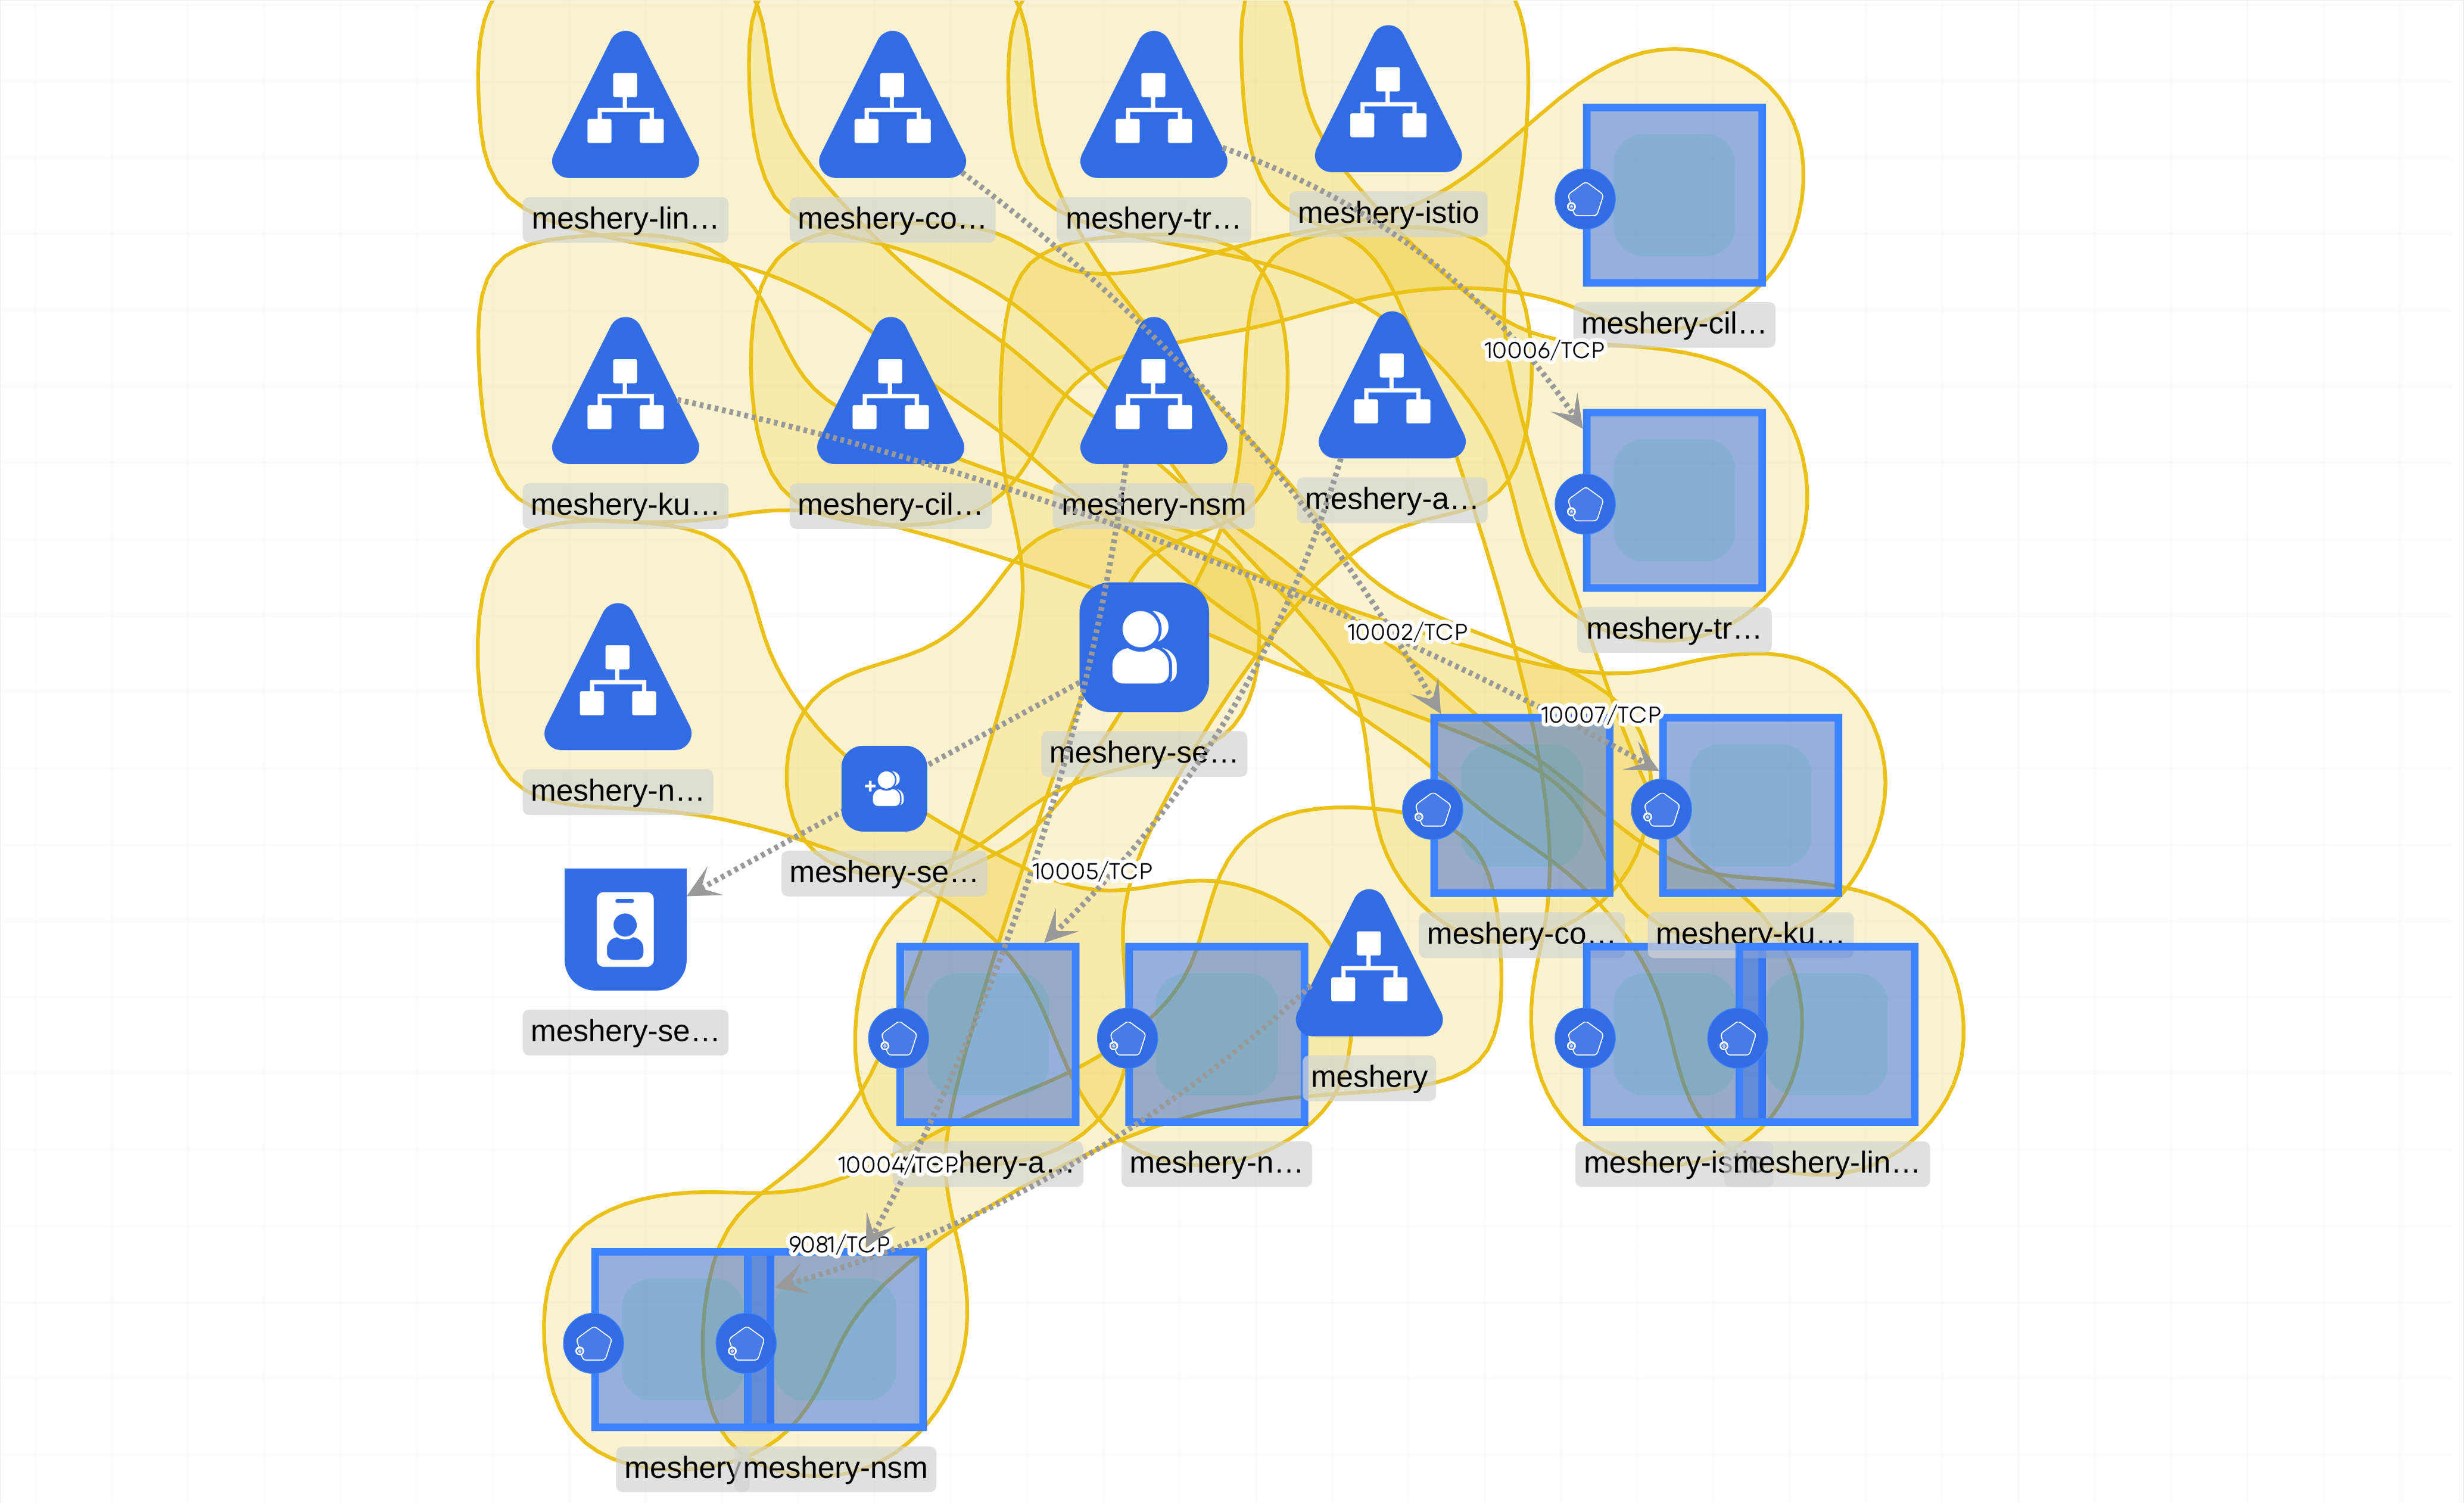 meshery-lin…
meshery-co…
meshery-tr…
meshery-istio
meshery-cil…
10006/TCP
meshery-ku…
meshery-cil…
meshery-nsm
meshery-a…
meshery-tr…
10002/TCP
10007/TCP
meshery-se…
meshery-n…
meshery-se…
10005/TCP
meshery-co…
meshery-ku…
meshery-se…
meshery
10004/TCP
hery-a…
meshery-n…
meshery-istio
meshery-lin…
9081/TCP
meshery
meshery-nsm